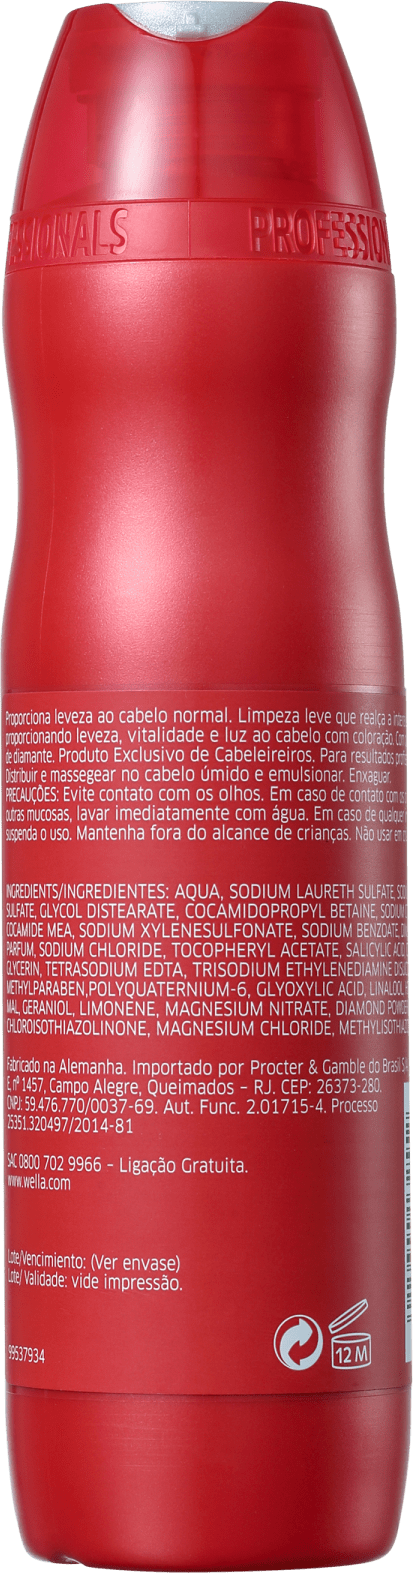 PROFESSION
Proporciona leveza ao cabelo normal. Limpeza leve que realça a
proporcionando leveza, vitalidade e luz ao cabelo com coloração.
de diamante. Produto Exclusivo de Cabeleireiros. Para resultados
Distribuir e massegear no cabelo úmido e emulsionar. Enxaguar.
PRECAUÇÕES: Evite contato com os olhos. Em caso de contato com os
outras mucosas, lavar imediatamente com água. Em caso de qualquer
suspenda o uso. Mantenha fora do alcance de crianças. Não usar em
INGREDIENTS/INGREDIENTES: AQUA, SODIUM LAURETH SULFATE,
SULFATE, GLYCOL DISTEARATE, COCAMIDOPROPYL BETAINE, SODIUM
COCAMIDE MEA, SODIUM XYLENESULFONATE, SODIUM BENZOATE,
PARFUM, SODIUM CHLORIDE, TOCOPHERYL ACETATE, SALICYLIC
GLYCERIN, TETRASODIUM EDTA, TRISODIUM ETHYLENEDIAMINE
METHYLPARABEN,POLYQUATERNIUM-6, GLYOXYLIC ACID, LINALOOL
MAL, GERANIOL, LIMONENE, MAGNESIUM NITRATE, DIAMOND
CHLOROISOTHIAZOLINONE, MAGNESIUM CHLORIDE,
Fabricado na Alemanha. Importado por Procter & Gamble do Brasil
E. nº 1457, Campo Alegre, Queimados - RJ. CEP: 26373-280.
CNPJ: 59.476.770/0037-69. Aut. Func. 2.01715-4. Processo
25351.320497/2014-81
SAC 0800 702 9966 - Ligação Gratuita.
www.wella.com
Lote/Vencimiento: (Ver envase)
Lote/ Validade: vide impressão.
99537934
12 M